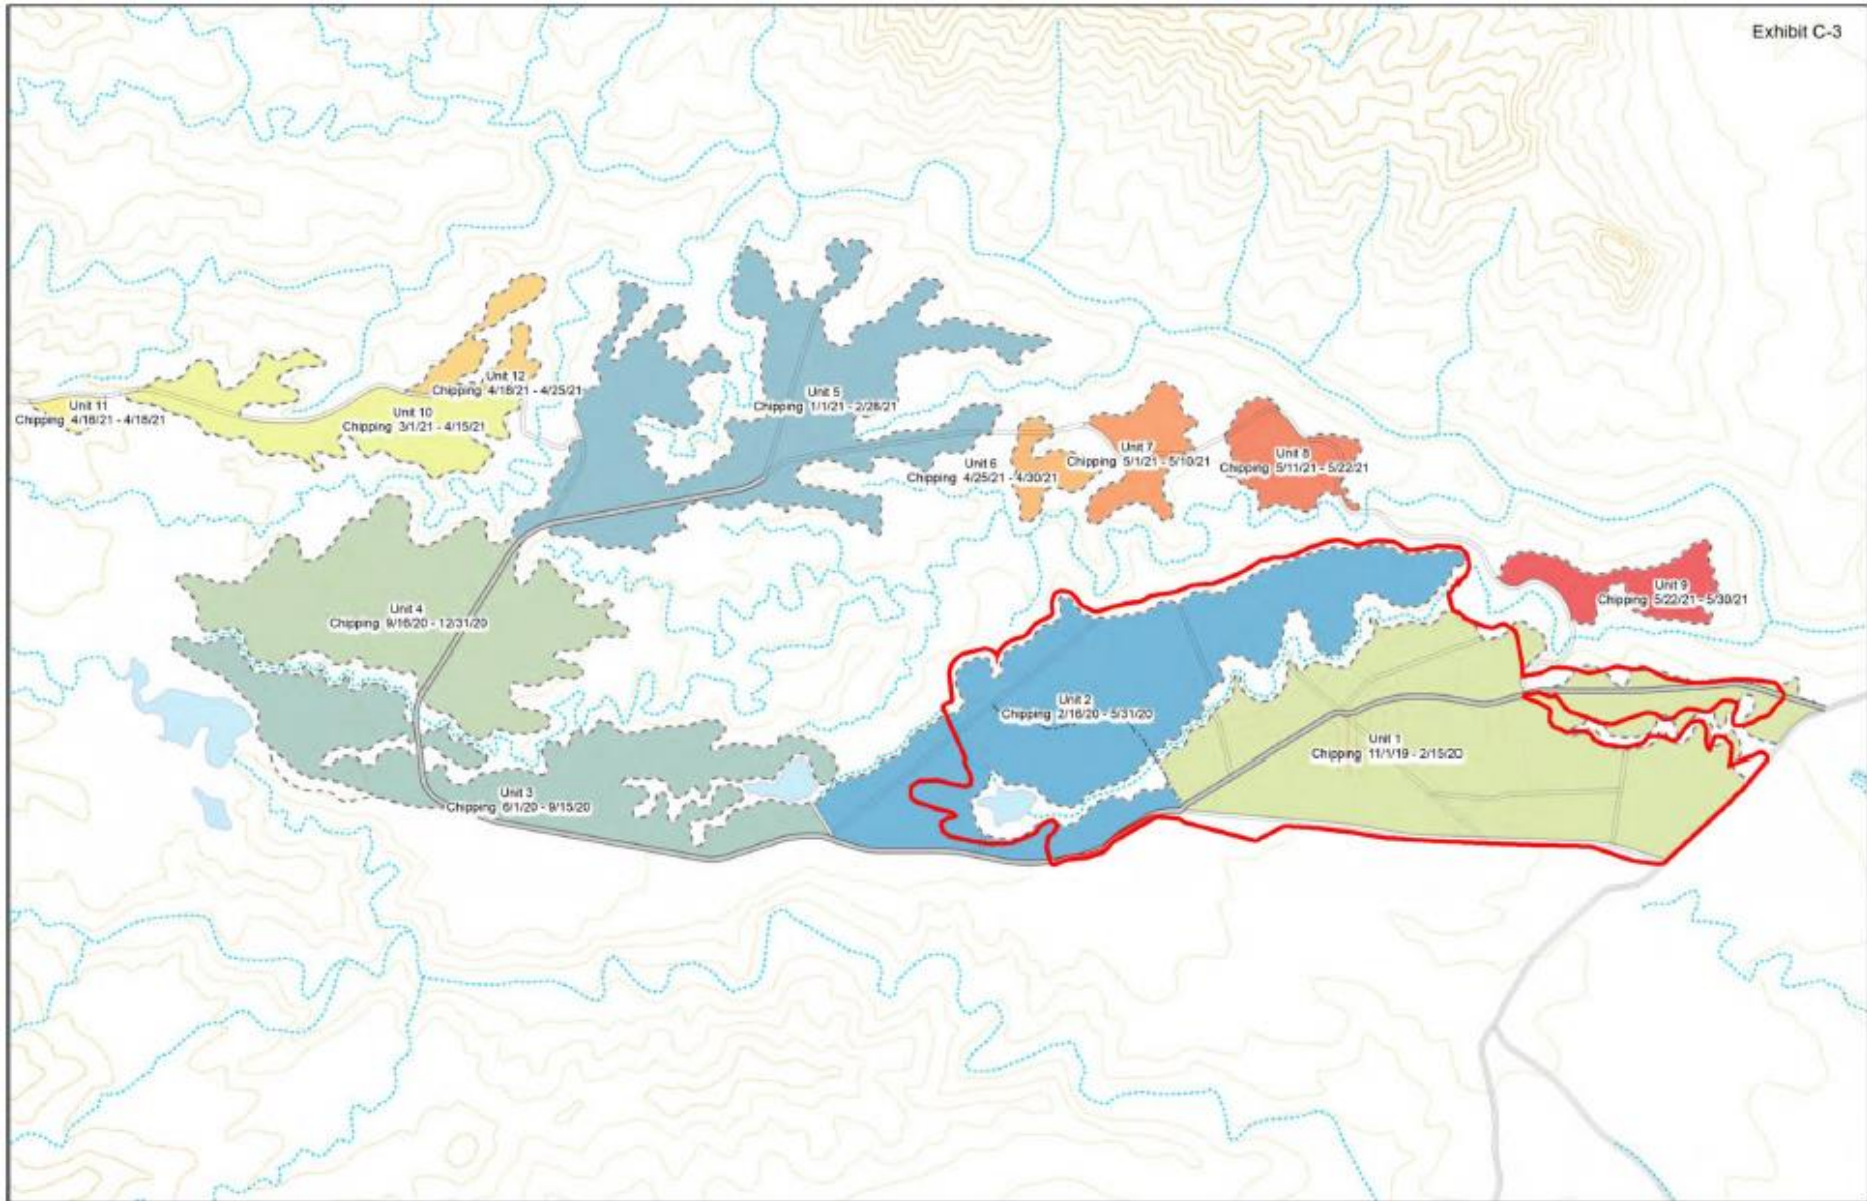 Exhibit C-3
Unit 12
Chipping 4/18/21 - 4/25/21
Unit 5
Chipping 1/1/21 - 2/28/21
Unit 11
Chipping 4/16/21 - 4/18/21
Unit 10
Chipping 3/1/21 - 4/15/21
Unit 6
Chipping 4/25/21 - 4/30/21
Unit 7
Chipping 5/1/21 - 5/10/21
Unit 8
Chipping 5/11/21 - 5/22/21
Unit 9
Chipping 5/22/21 - 5/30/21
Unit 4
Chipping 9/16/20 - 12/31/20
Unit 2
Chipping 2/16/20 - 5/31/20
Unit 1
Chipping 11/1/19 - 2/15/20
Unit 3
Chipping 6/1/20 - 9/15/20